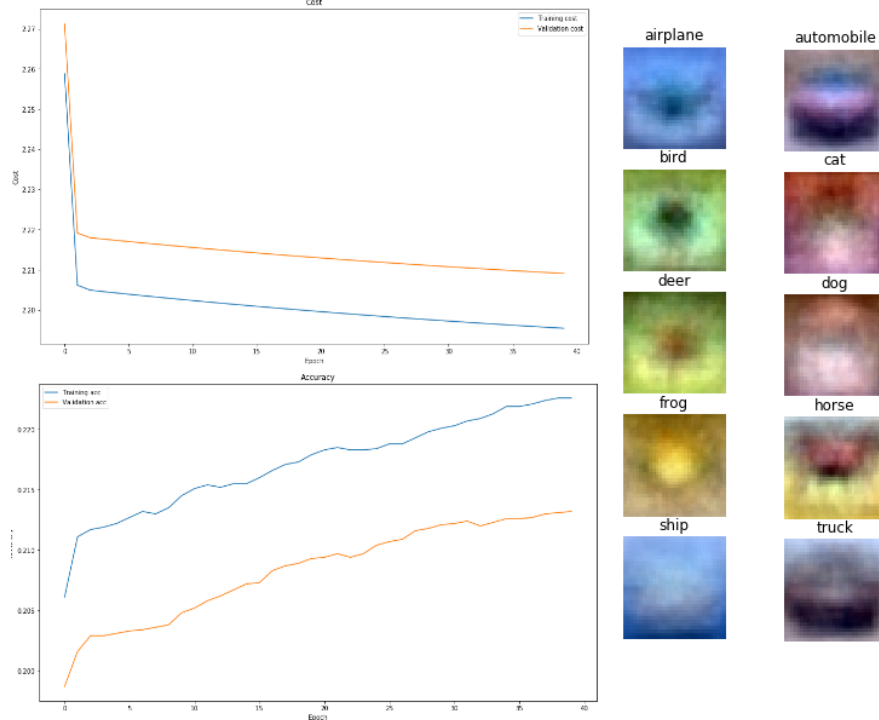 Cost
Training cost
Validation cost
2.27
2.26
2.25
2.24
2.23
2.22
2.21
2.20
Cost
0 5 10 15 20 25 30 35 40
Epoch
Accuracy
Training acc
Validation acc
0.220
0.215
0.210
0.205
0.200
0 5 10 15 20 25 30 35 40
Epoch
airplane automobile
bird cat
deer dog
frog horse
ship truck